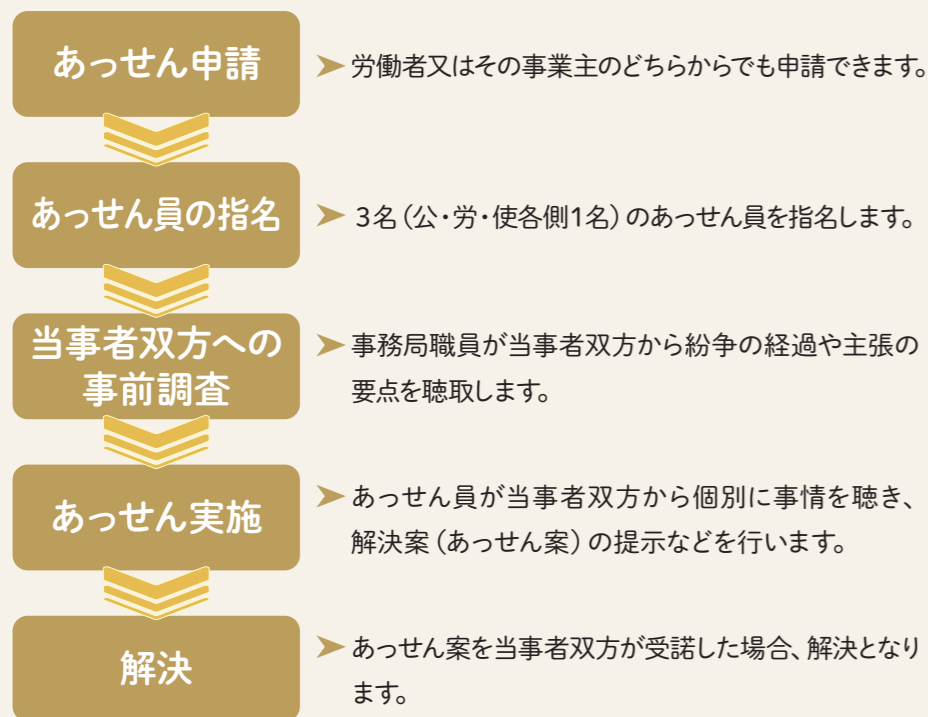 あっせん申請
労働者又はその事業主のどちらからでも申請できます。
あっせん員の指名
3名（公・労・使各側1名）のあっせん員を指名します。
当事者双方への
事前調査
事務局職員が当事者双方から紛争の経過や主張の
要点を聴取します。
あっせん実施
あっせん員が当事者双方から個別に事情を聴き、
解決案（あっせん案）の提示などを行います。
解決
あっせん案を当事者双方が受諾した場合、解決となり
ます。